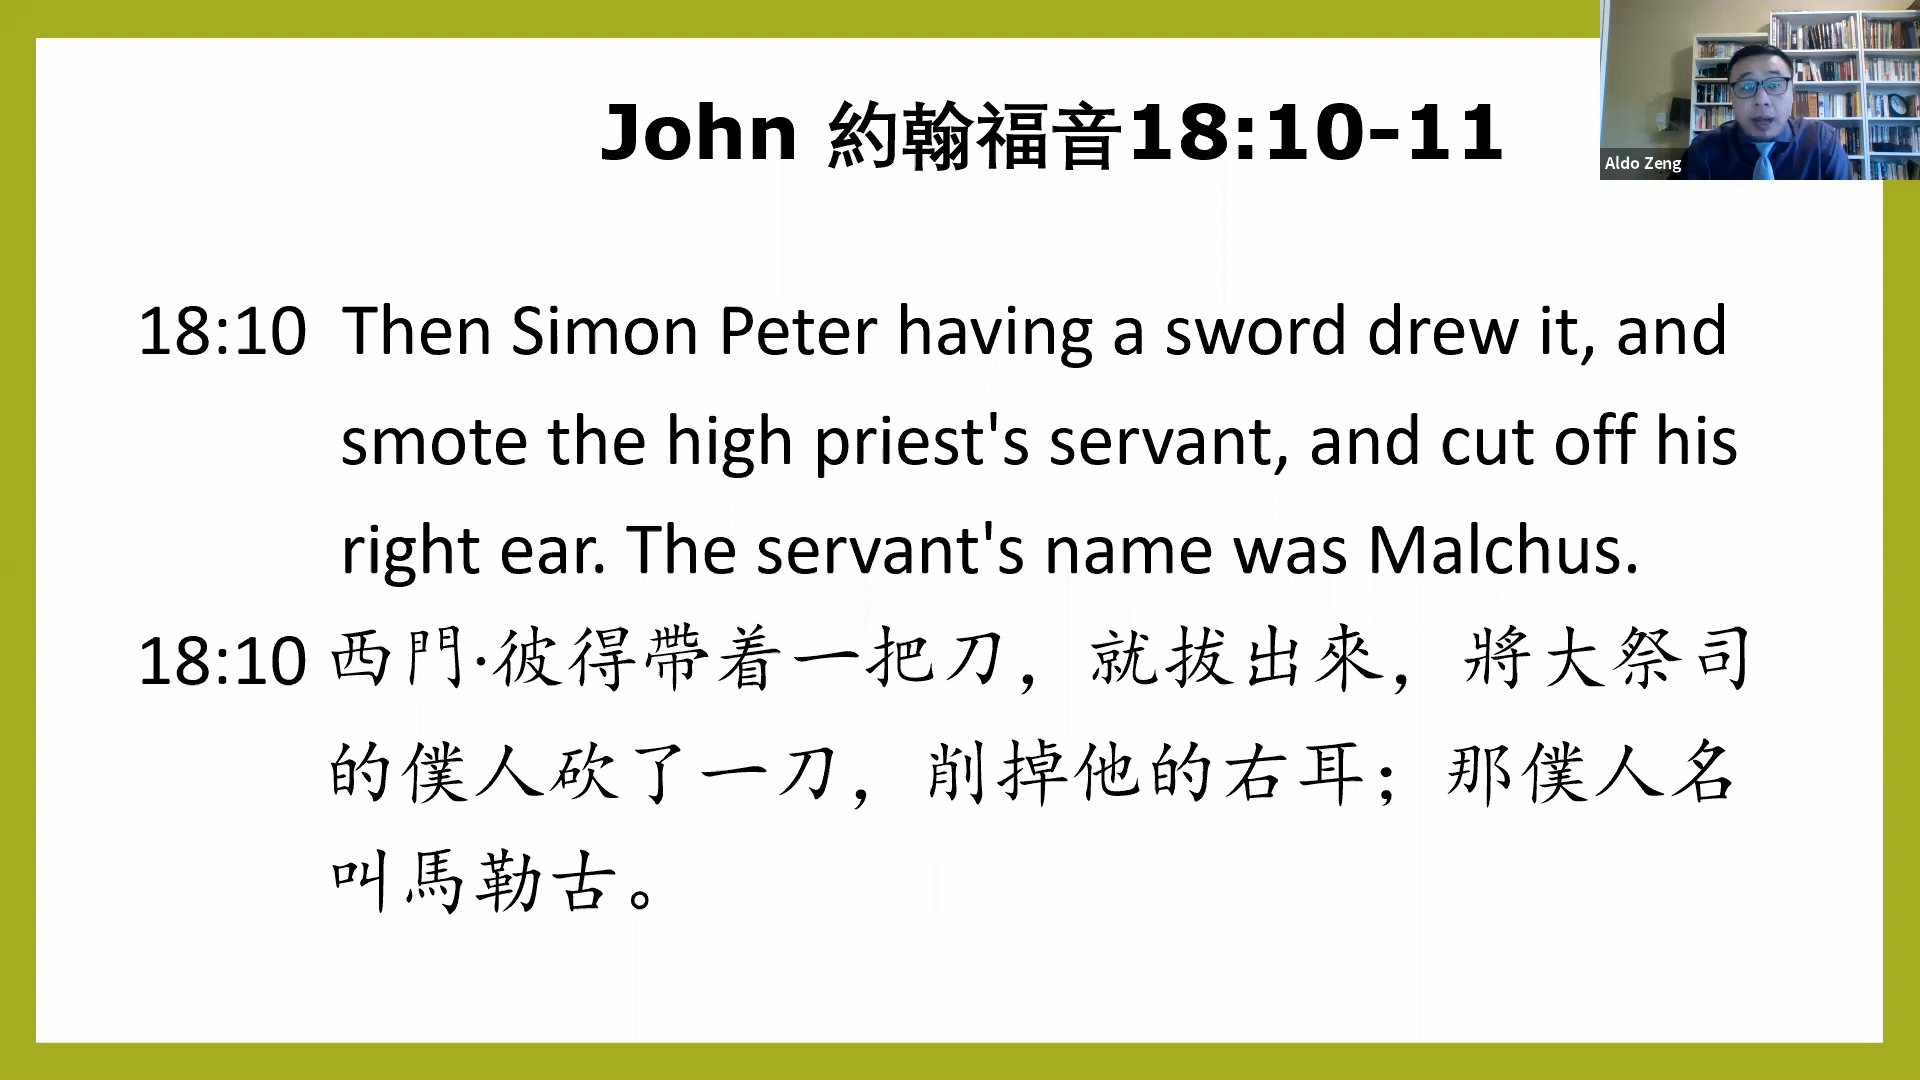 John 約翰福音18:10-11
Aldo Zeng
18:10 Then Simon Peter having a sword drew it, and
smote the high priest's servant, and cut off his
right ear. The servant's name was Malchus.
18:10 西門·彼得帶着一把刀，就拔出來，將大祭司
的僕人砍了一刀，削掉他的右耳；那僕人名
叫馬勒古。